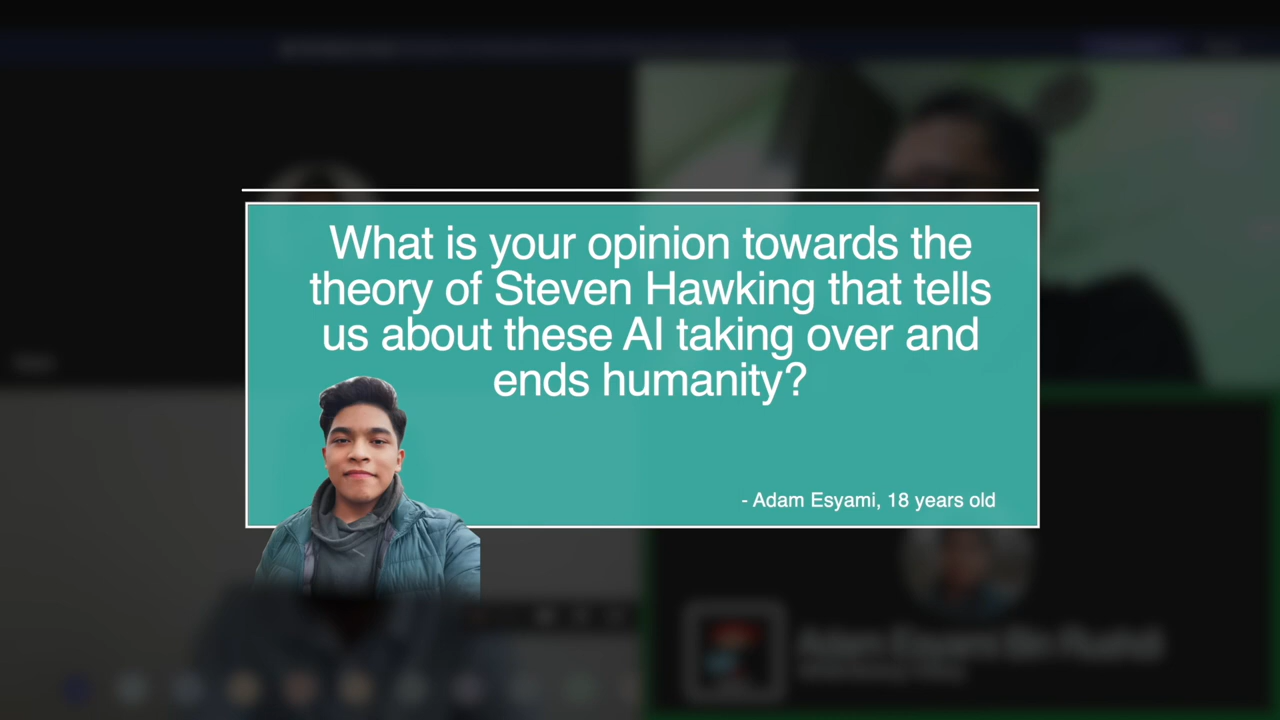 What is your opinion towards the
theory of Steven Hawking that tells
us about these AI taking over and
ends humanity?
- Adam Esyami, 18 years old